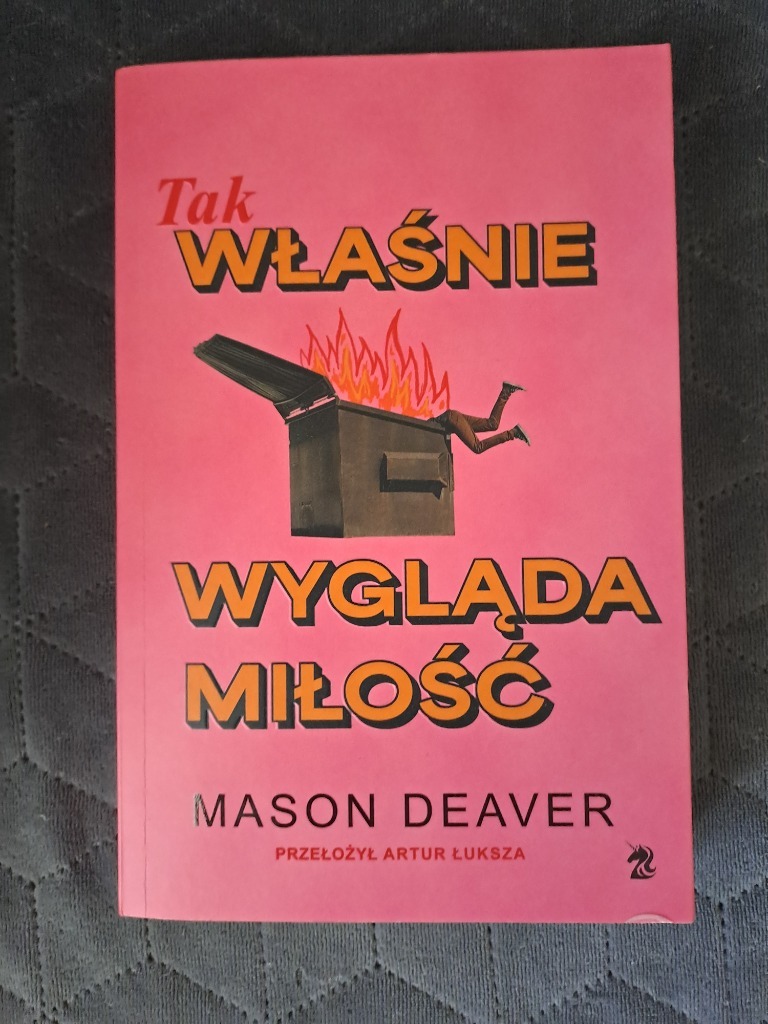 Tak
WŁAŚNIE
WYGLĄDA
MIŁOŚĆ
MASON DEAVER
PRZEŁOŻYŁ ARTUR ŁUKSZA